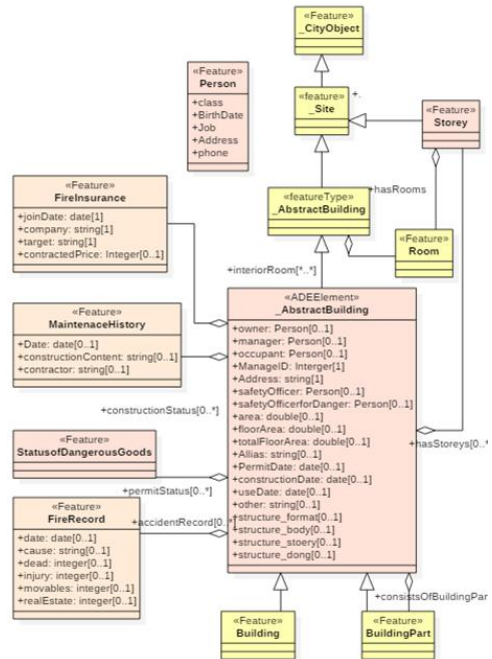 «Feature»
_CityObject
«Feature»
Person
+class
+BirthDate
+Job
+Address
+phone
+.
«feature»
_Site
«Feature»
Storey
«featureType»
_AbstractBuilding
+hasRooms
Room
«Feature»
FireInsurance
+joinDate: date[1]
+company: string[1]
+target: string[1]
+contractedPrice: Integer[0..1]
+interiorRoom[*..*]
«Feature»
MaintenaceHistory
+Date: date[0..1]
+constructionContent: string[0..1]
+contractor: string[0..1]
+constructionStatus[0..*]
«ADEElement»
_AbstractBuilding
+owner: Person[0..1]
+manager: Person[0..1]
+occupant: Person[0..1]
+ManageID: Interger[1]
+Address: string[1]
+safetyOfficer: Person[0..1]
+safetyOfficerforDanger: Person[0..1]
+area: double[0..1]
+floorArea: double[0..1]
+totalFloorArea: double[0..1]
+Allias: string[0..1]
+PermitDate: date[0..1]
+constructionDate: date[0..1]
+useDate: date[0..1]
+other: string[0..1]
+structure_format[0..1]
+structure_body[0..1]
+structure_stoery[0..1]
+structure_dong[0..1]
+hasStoreys[0..*]
«Feature»
StatusofDangerousGoods
+permitStatus[0..*]
«Feature»
FireRecord
+date: date[0..1]
+cause: string[0..1]
+dead: integer[0..1]
+injury: integer[0..1]
+movables: integer[0..1]
+realEstate: integer[0..1]
+accidentRecord[0..*]
+consistsOfBuildingPart
Building
BuildingPart